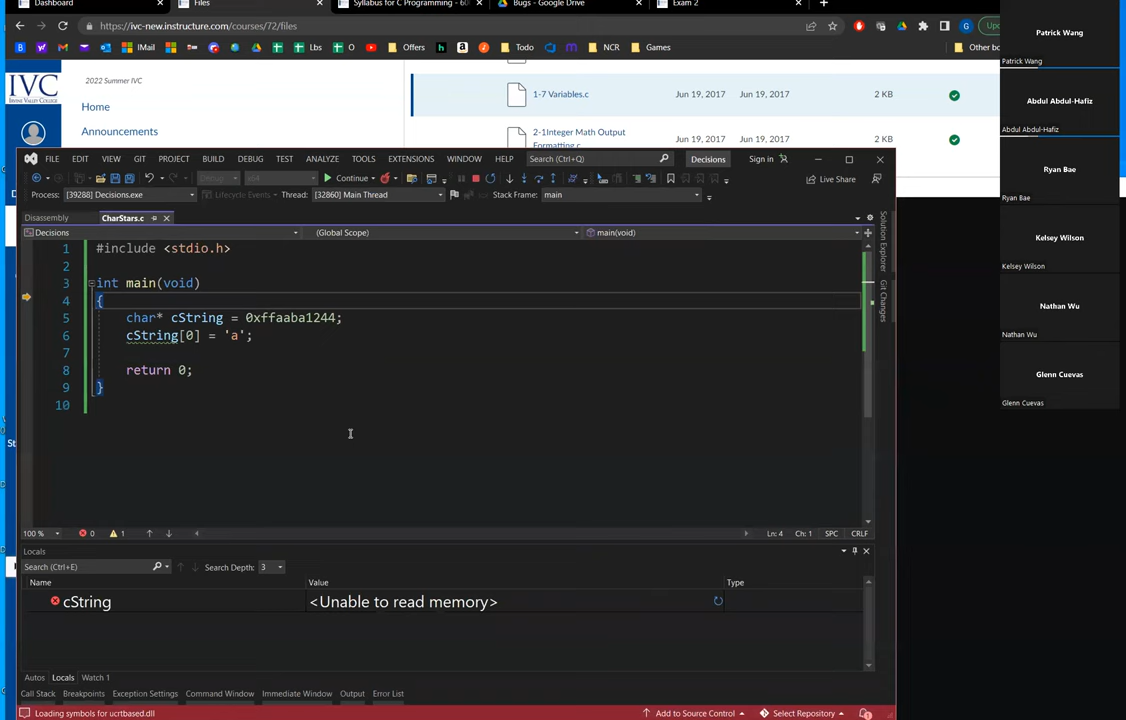 Dashboard
Files
Syllabus for C Programming - 60
Bugs - Google Drive
Exam 2
https://ivc-new.instructure.com/courses/72/files
IMail
Lbs
O
Offers
Todo
NCR
Games
Other bo
IVC
2022 Summer IVC
Home
Announcements
1-7 Variables.c
Jun 19, 2017
Jun 19, 2017
2 KB
2-1Integer Math Output
Formatting.c
Jun 19, 2017
Jun 19, 2017
2 KB
FILE EDIT VIEW GIT PROJECT BUILD DEBUG TEST ANALYZE TOOLS EXTENSIONS WINDOW HELP Search (Ctrl+Q) Decisions Sign in
Continue
Live Share
Process: [39288] Decisions.exe Lifecycle Events Thread: [32860] Main Thread Stack Frame: main
Disassembly CharStars.c
Decisions (Global Scope) main(void)
1 #include <stdio.h>
2
3 int main(void)
4 {
5 char* cString = 0xffaaba1244;
6 cString[0] = 'a';
7
8 return 0;
9 }
10
Solution Explorer
Git Changes
100 % 0 1 Ln: 4 Ch: 1 SPC CRLF
Locals
Search (Ctrl+E) Search Depth: 3
Name Value Type
cString <Unable to read memory>
Autos Locals Watch 1
Call Stack Breakpoints Exception Settings Command Window Immediate Window Output Error List
Loading symbols for ucrtbased.dll Add to Source Control Select Repository
Patrick Wang
Patrick Wang
Abdul Abdul-Hafiz
Abdul Abdul-Hafiz
Ryan Bae
Ryan Bae
Kelsey Wilson
Kelsey Wilson
Nathan Wu
Nathan Wu
Glenn Cuevas
Glenn Cuevas